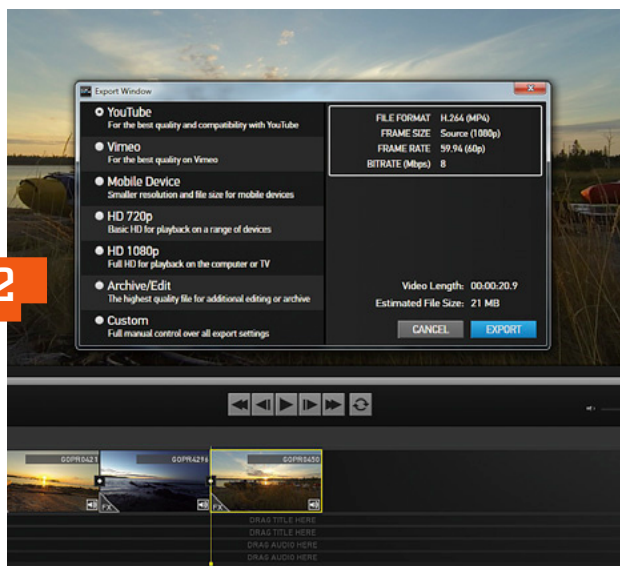 Export Window
YouTube
For the best quality and compatibility with YouTube
Vimeo
For the best quality on Vimeo
Mobile Device
Smaller resolution and file size for mobile devices
HD 720p
Basic HD for playback on a range of devices
HD 1080p
Full HD for playback on the computer or TV
Archive/Edit
The highest quality file for additional editing or archive
Custom
Full manual control over all export settings
FILE FORMAT H.264 (MP4)
FRAME SIZE Source (1080p)
FRAME RATE 59.94 (60p)
BITRATE (Mbps) 8
Video Length: 00:00:20.9
Estimated File Size: 21 MB
CANCEL EXPORT
2
GOPR0421 GOPR4296 GOPR0450
FX FX
DRAG TITLE HERE
DRAG TITLE HERE
DRAG AUDIO HERE
DRAG AUDIO HERE